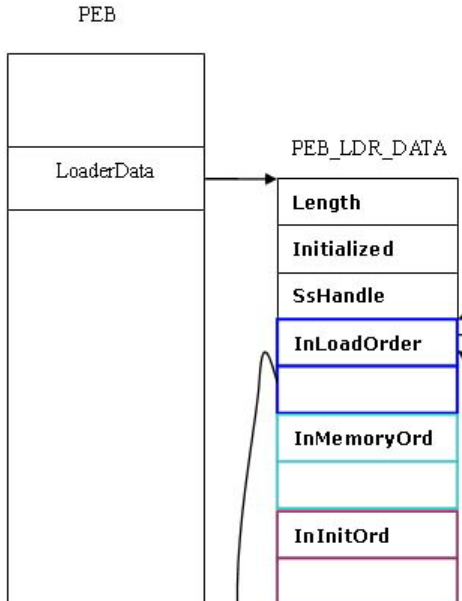 PEB
LoaderData
PEB_LDR_DATA
Length
Initialized
SsHandle
InLoadOrder
InMemoryOrd
InInitOrd